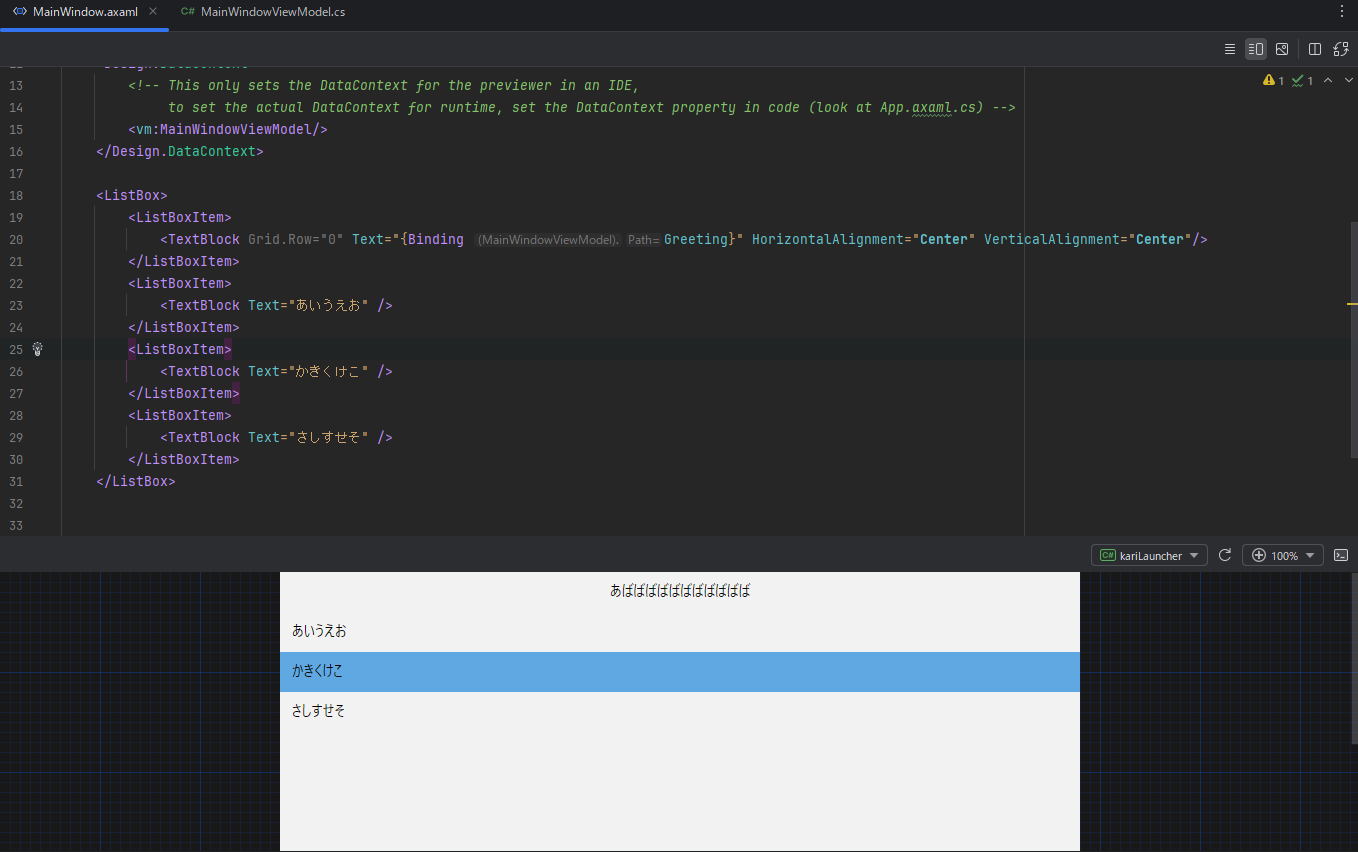 MainWindow.axaml
C# MainWindowViewModel.cs
1 1
13 <!-- This only sets the DataContext for the previewer in an IDE,
14 to set the actual DataContext for runtime, set the DataContext property in code (look at App.axaml.cs) -->
15 <vm:MainWindowViewModel/>
16 </Design.DataContext>
17
18 <ListBox>
19 <ListBoxItem>
20 <TextBlock Grid.Row="0" Text="{Binding (MainWindowViewModel). Path= Greeting}" HorizontalAlignment="Center" VerticalAlignment="Center"/>
21 </ListBoxItem>
22 <ListBoxItem>
23 <TextBlock Text="あいうえお" />
24 </ListBoxItem>
25 <ListBoxItem>
26 <TextBlock Text="かきくけこ" />
27 </ListBoxItem>
28 <ListBoxItem>
29 <TextBlock Text="さしすせそ" />
30 </ListBoxItem>
31 </ListBox>
32
33
C# kariLauncher
100%
あばばばばばばばばばばば
あいうえお
かきくけこ
さしすせそ